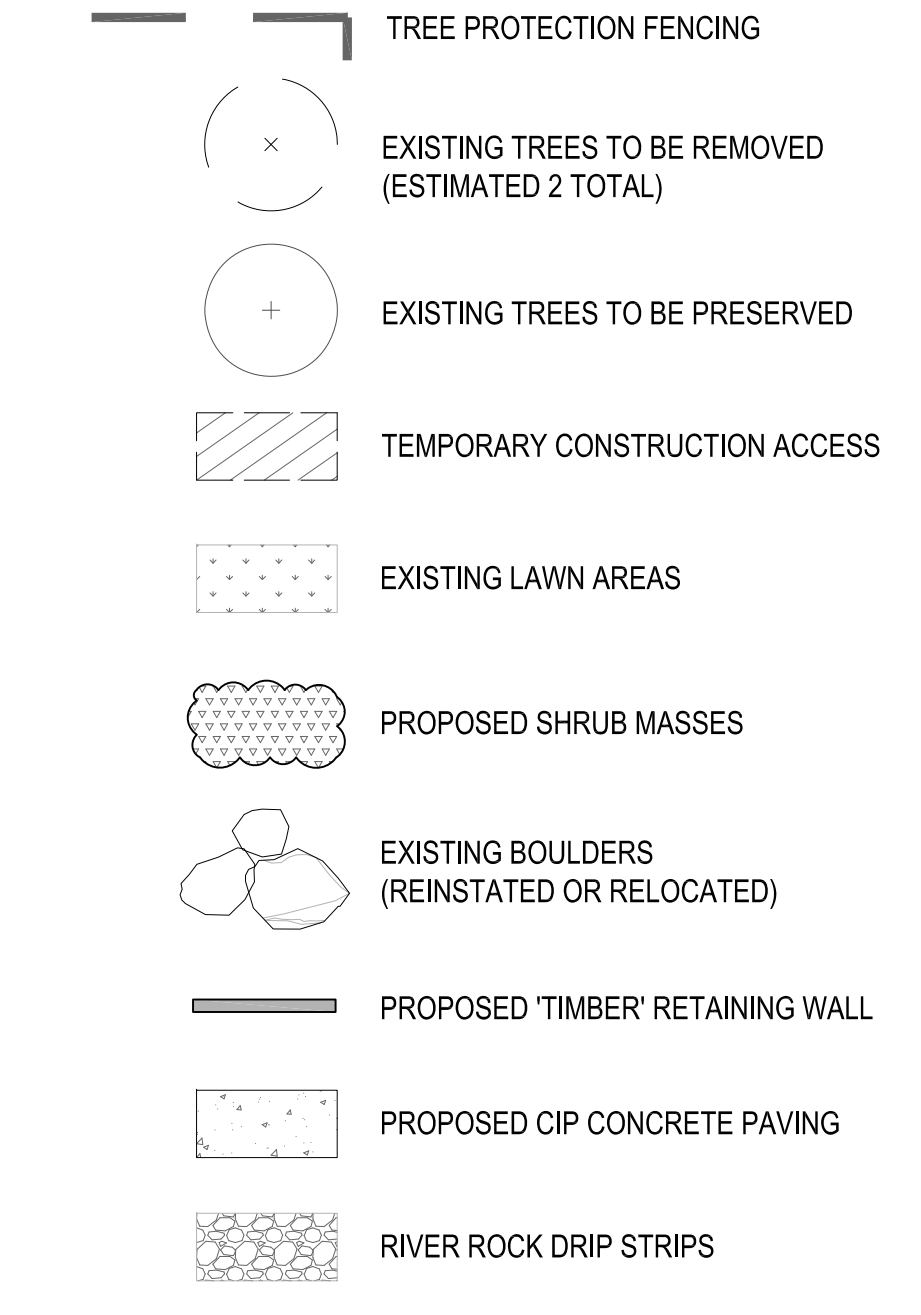 TREE PROTECTION FENCING
EXISTING TREES TO BE REMOVED
(ESTIMATED 2 TOTAL)
EXISTING TREES TO BE PRESERVED
TEMPORARY CONSTRUCTION ACCESS
EXISTING LAWN AREAS
PROPOSED SHRUB MASSES
EXISTING BOULDERS
(REINSTATED OR RELOCATED)
PROPOSED 'TIMBER' RETAINING WALL
PROPOSED CIP CONCRETE PAVING
RIVER ROCK DRIP STRIPS